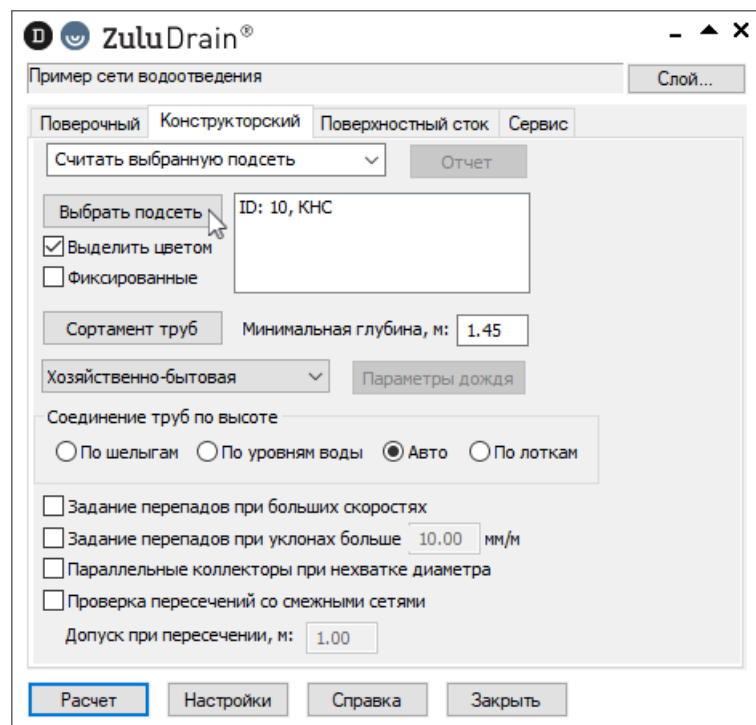 D ZuluDrain®
Пример сети водоотведения
Слой...
Поверочный Конструкторский Поверхностный сток Сервис
Считать выбранную подсеть
Отчет
Выбрать подсеть
ID: 10, КНС
Выделить цветом
Фиксированные
Сортамент труб
Минимальная глубина, м: 1.45
Хозяйственно-бытовая
Параметры дождя
Соединение труб по высоте
По шелыгам По уровням воды Авто По лоткам
Задание перепадов при больших скоростях
Задание перепадов при уклонах больше 10.00 мм/м
Параллельные коллекторы при нехватке диаметра
Проверка пересечений со смежными сетями
Допуск при пересечении, м: 1.00
Расчет Настройки Справка Закрыть